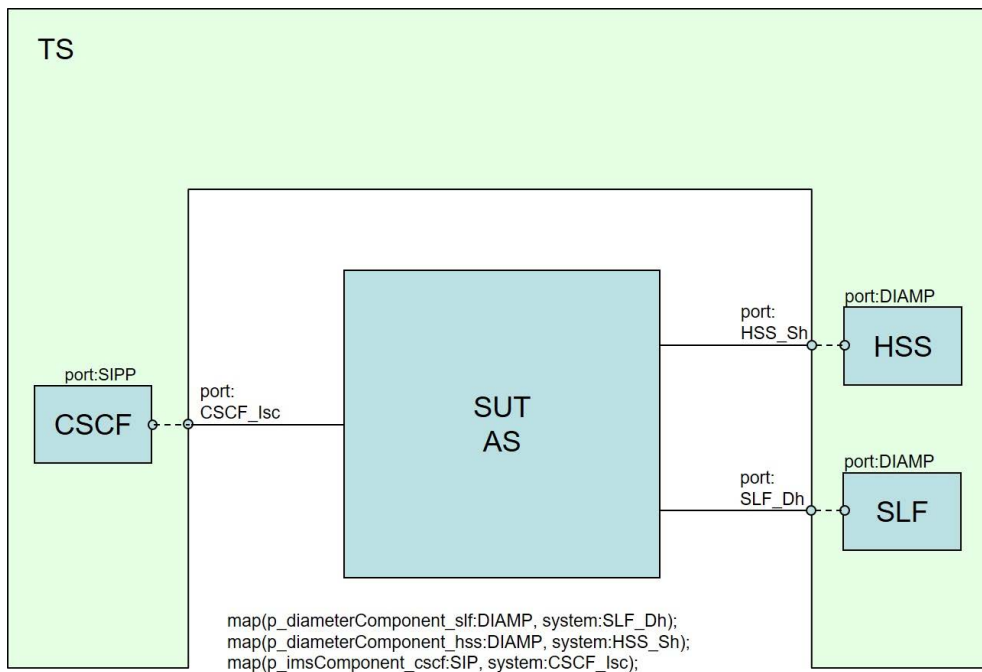 TS
port:DIAMP
port:
HSS_Sh
HSS
port:SIPP
CSCF
port:
CSCF_Isc
SUT
AS
port:DIAMP
port:
SLF_Dh
SLF
map(p_diameterComponent_slf:DIAMP, system:SLF_Dh);
map(p_diameterComponent_hss:DIAMP, system:HSS_Sh);
map(p_imsComponent_cscf:SIP, system:CSCF_Isc);